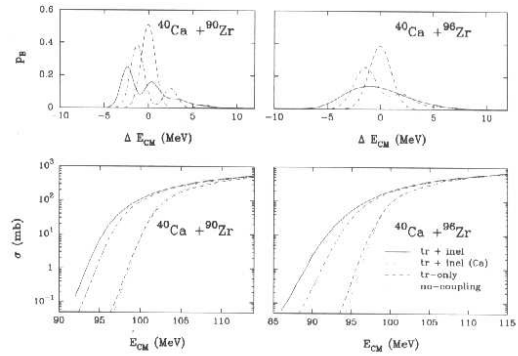 0.6
0.4
0.2
0
p_B
⁴⁰Ca +⁹⁰Zr
-10 -5 0 5 10
Δ E_CM (MeV)
⁴⁰Ca +⁹⁶Zr
-10 -5 0 5 10
Δ E_CM (MeV)
10³
10²
10¹
10⁰
10⁻¹
σ (mb)
⁴⁰Ca +⁹⁰Zr
90 95 100 105 110
E_CM (MeV)
⁴⁰Ca +⁹⁶Zr
tr + inel
tr + inel (Ca)
tr-only
no-coupling
85 90 95 100 105 110 115
E_CM (MeV)